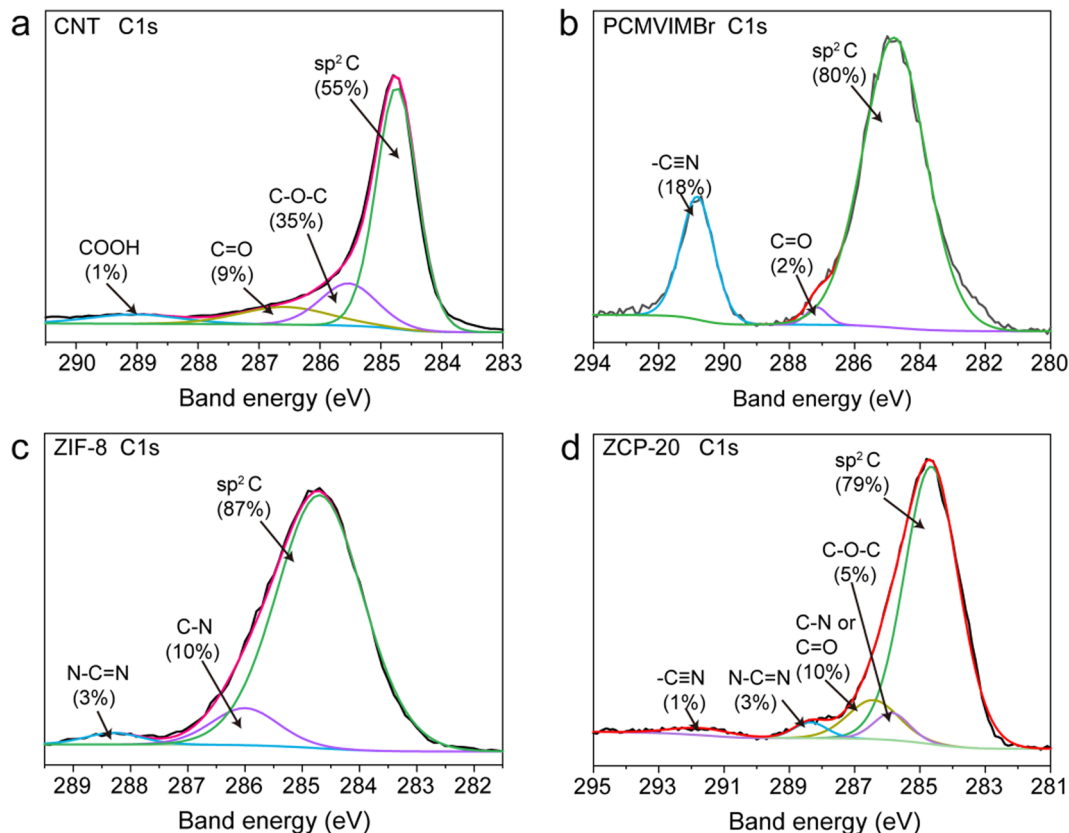 a
CNT C1s
sp² C
(55%)
C-O-C
(35%)
C=O
(9%)
COOH
(1%)
290 289 288 287 286 285 284 283
Band energy (eV)
b
PCMVIMBr C1s
sp² C
(80%)
-C≡N
(18%)
C=O
(2%)
294 292 290 288 286 284 282 280
Band energy (eV)
c
ZIF-8 C1s
sp² C
(87%)
C-N
(10%)
N-C=N
(3%)
289 288 287 286 285 284 283 282
Band energy (eV)
d
ZCP-20 C1s
sp² C
(79%)
C-O-C
(5%)
C-N or
C=O
(10%)
N-C=N
(3%)
-C≡N
(1%)
295 293 291 289 287 285 283 281
Band energy (eV)